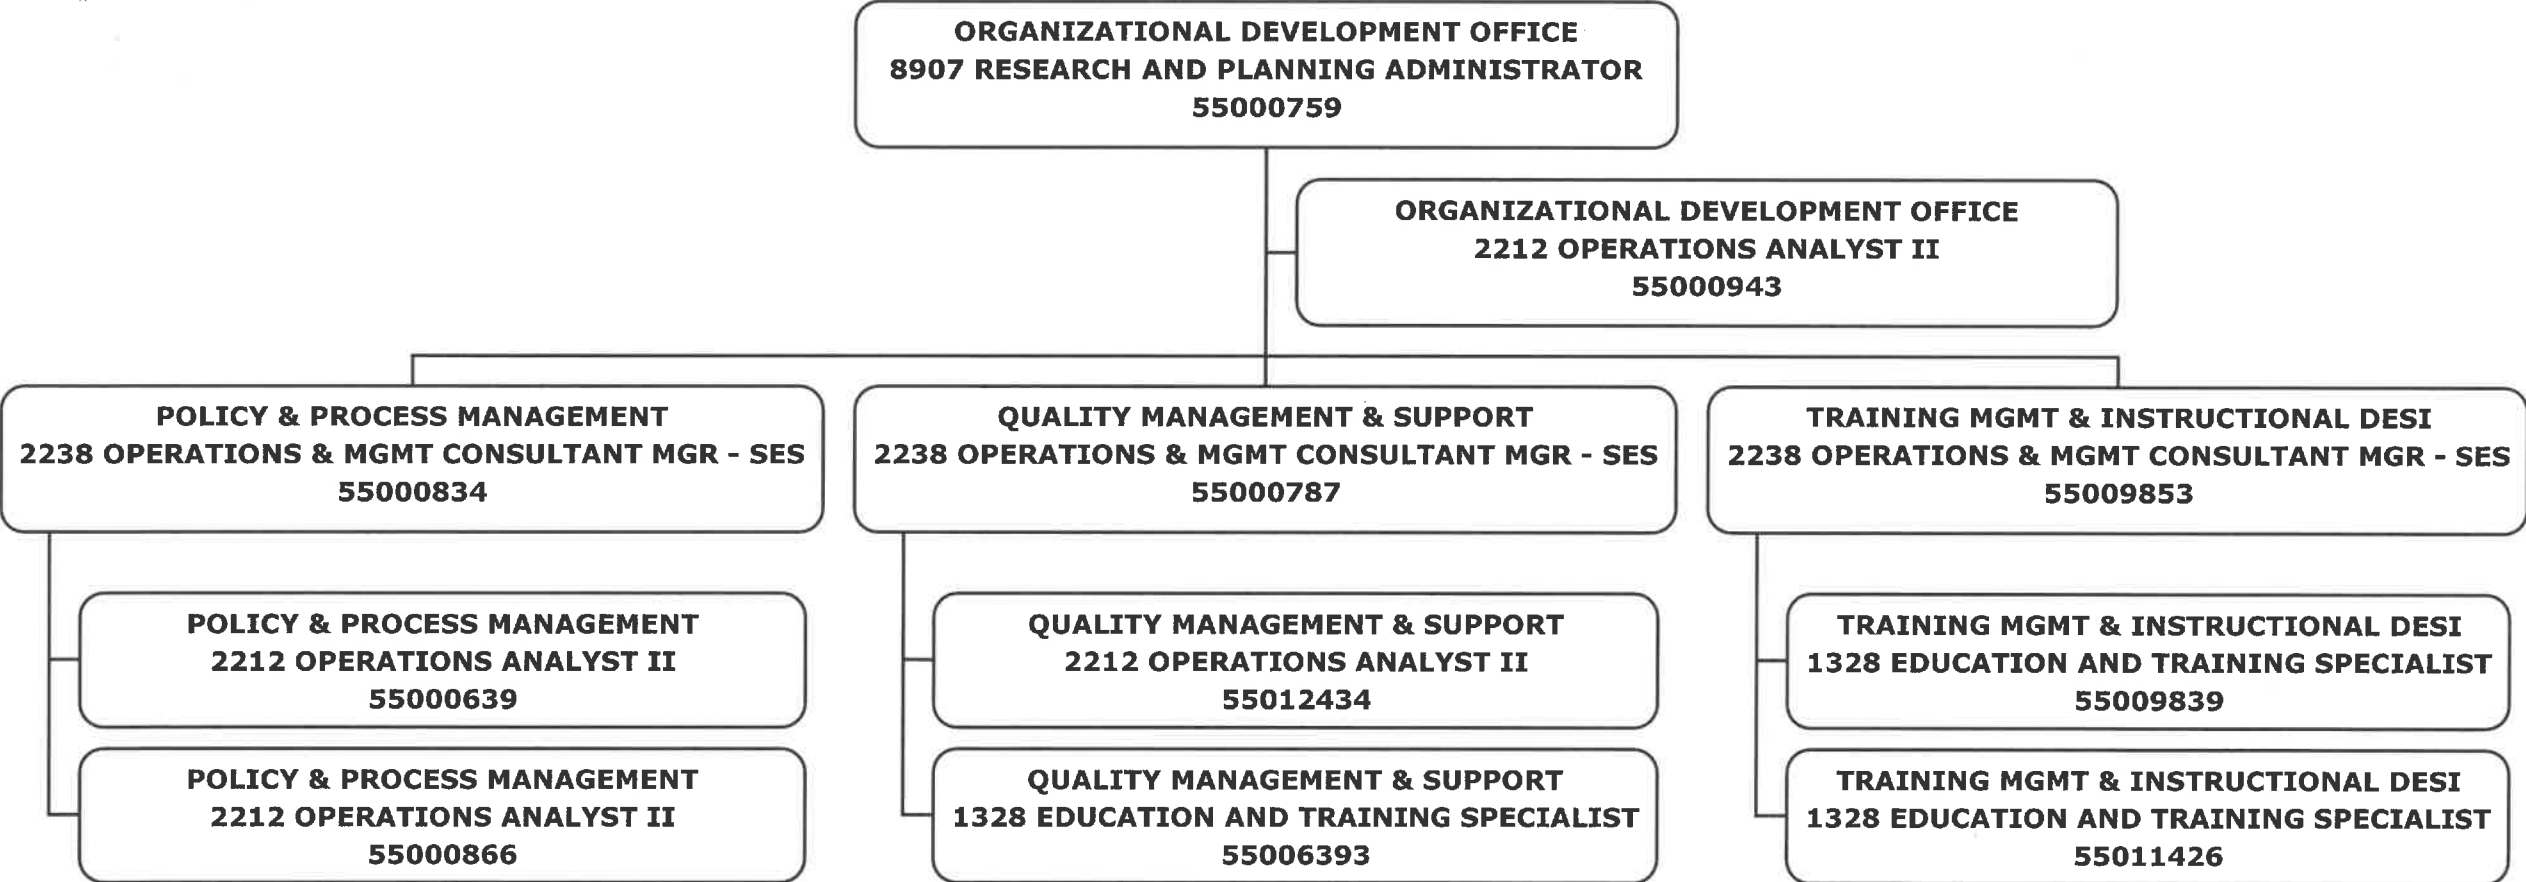 ORGANIZATIONAL DEVELOPMENT OFFICE
8907 RESEARCH AND PLANNING ADMINISTRATOR
55000759
ORGANIZATIONAL DEVELOPMENT OFFICE
2212 OPERATIONS ANALYST II
55000943
POLICY & PROCESS MANAGEMENT
2238 OPERATIONS & MGMT CONSULTANT MGR - SES
55000834
QUALITY MANAGEMENT & SUPPORT
2238 OPERATIONS & MGMT CONSULTANT MGR - SES
55000787
TRAINING MGMT & INSTRUCTIONAL DESI
2238 OPERATIONS & MGMT CONSULTANT MGR - SES
55009853
POLICY & PROCESS MANAGEMENT
2212 OPERATIONS ANALYST II
55000639
QUALITY MANAGEMENT & SUPPORT
2212 OPERATIONS ANALYST II
55012434
TRAINING MGMT & INSTRUCTIONAL DESI
1328 EDUCATION AND TRAINING SPECIALIST
55009839
POLICY & PROCESS MANAGEMENT
2212 OPERATIONS ANALYST II
55000866
QUALITY MANAGEMENT & SUPPORT
1328 EDUCATION AND TRAINING SPECIALIST
55006393
TRAINING MGMT & INSTRUCTIONAL DESI
1328 EDUCATION AND TRAINING SPECIALIST
55011426